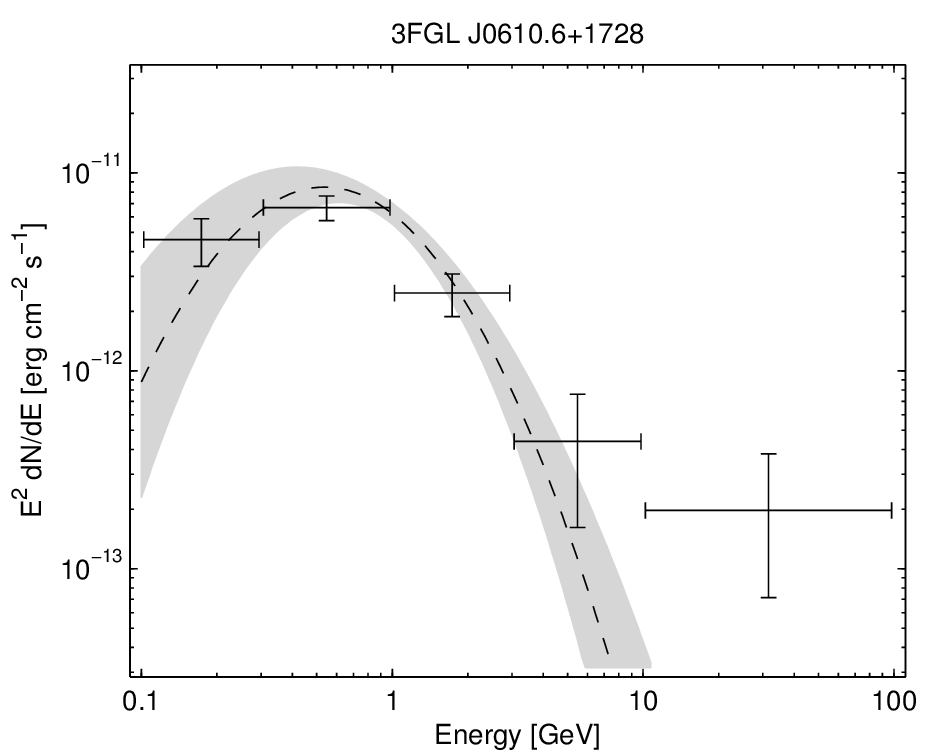 3FGL J0610.6+1728
E² dN/dE [erg cm⁻² s⁻¹]
10⁻¹¹
10⁻¹²
10⁻¹³
0.1 1 10 100
Energy [GeV]